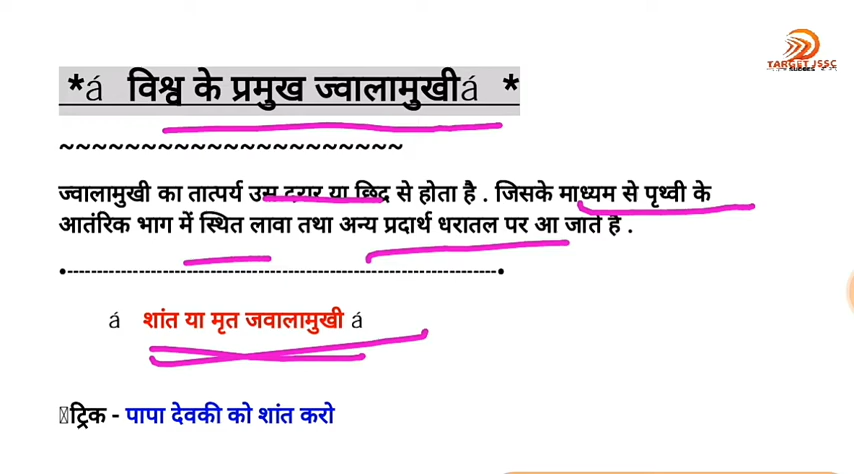 TARGET JSSC
*á विश्व के प्रमुख ज्वालामुखीá *
~~~~~~~~~~~~~~~~~~~~~
ज्वालामुखी का तात्पर्य उस दरार या छिद्र से होता है . जिसके माध्यम से पृथ्वी के
आतंरिक भाग में स्थित लावा तथा अन्य प्रदार्थ धरातल पर आ जाते है .
á शांत या मृत जवालामुखी á
ट्रिक - पापा देवकी को शांत करो